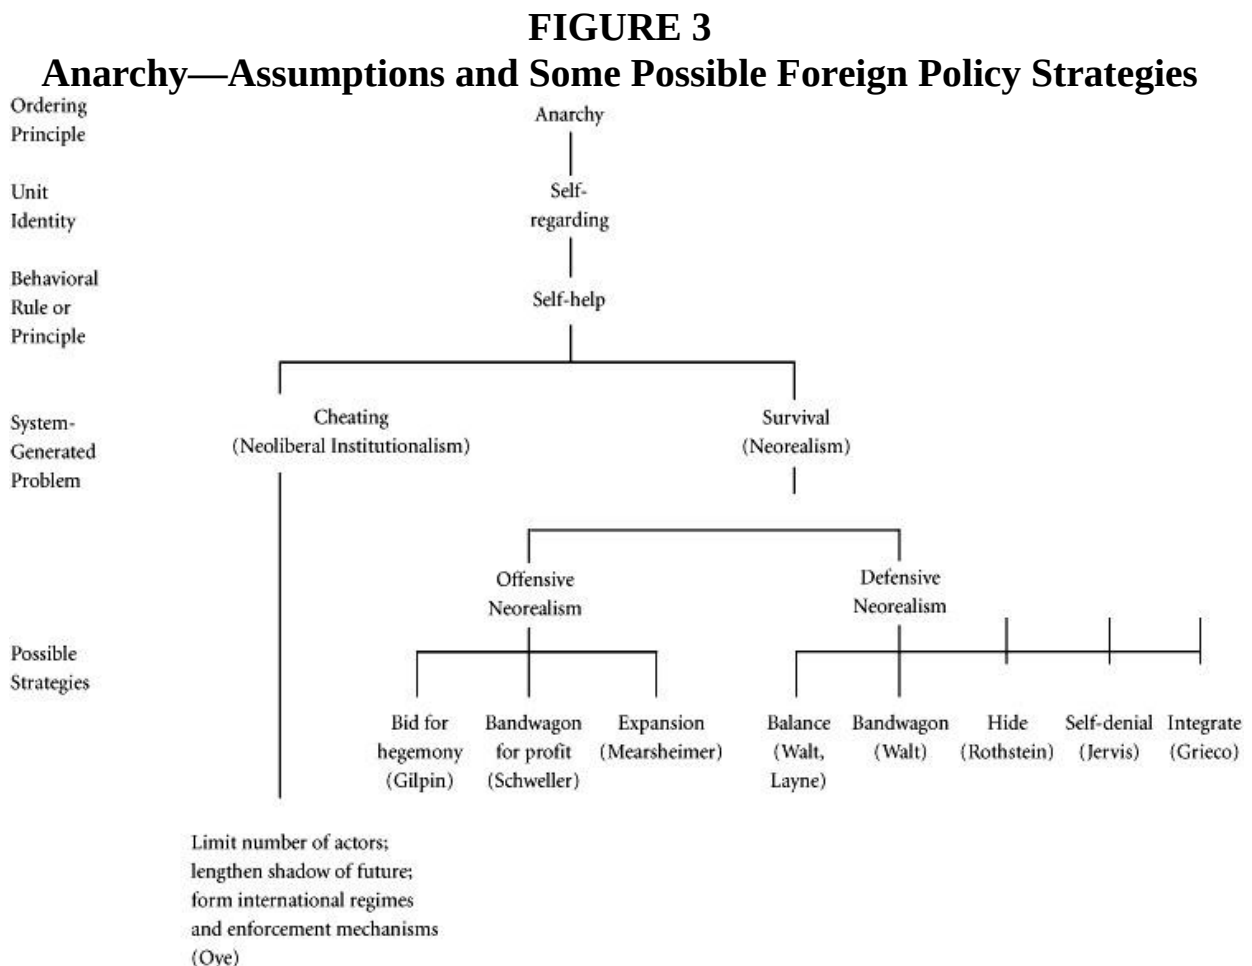 FIGURE 3
Anarchy—Assumptions and Some Possible Foreign Policy Strategies
Ordering
Principle
Anarchy
Unit
Identity
Self-
regarding
Behavioral
Rule or
Principle
Self-help
System-
Generated
Problem
Cheating
(Neoliberal Institutionalism)
Survival
(Neorealism)
Offensive
Neorealism
Defensive
Neorealism
Possible
Strategies
Bid for
hegemony
(Gilpin)
Bandwagon
for profit
(Schweller)
Expansion
(Mearsheimer)
Balance
(Walt,
Layne)
Bandwagon
(Walt)
Hide
(Rothstein)
Self-denial
(Jervis)
Integrate
(Grieco)
Limit number of actors;
lengthen shadow of future;
form international regimes
and enforcement mechanisms
(Oye)